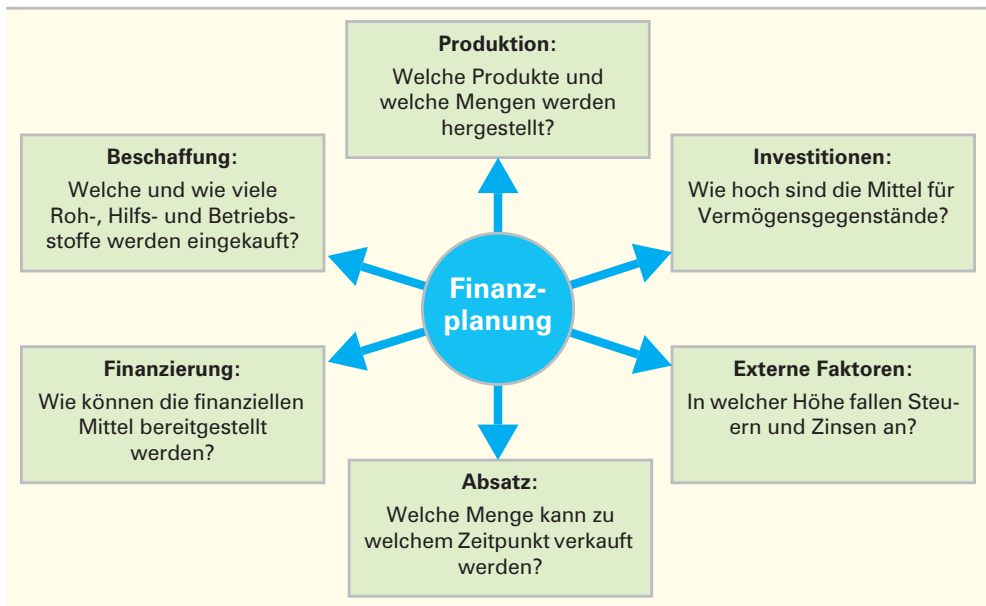 Produktion:
Welche Produkte und
welche Mengen werden
hergestellt?
Beschaffung:
Welche und wie viele
Roh-, Hilfs- und Betriebs-
stoffe werden eingekauft?
Investitionen:
Wie hoch sind die Mittel für
Vermögensgegenstände?
Finanz-
planung
Finanzierung:
Wie können die finanziellen
Mittel bereitgestellt
werden?
Externe Faktoren:
In welcher Höhe fallen Steu-
ern und Zinsen an?
Absatz:
Welche Menge kann zu
welchem Zeitpunkt verkauft
werden?